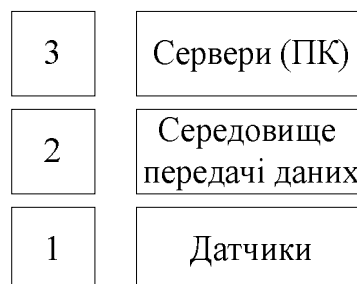 3 Сервери (ПК)
2 Середовище
передачі даних
1 Датчики